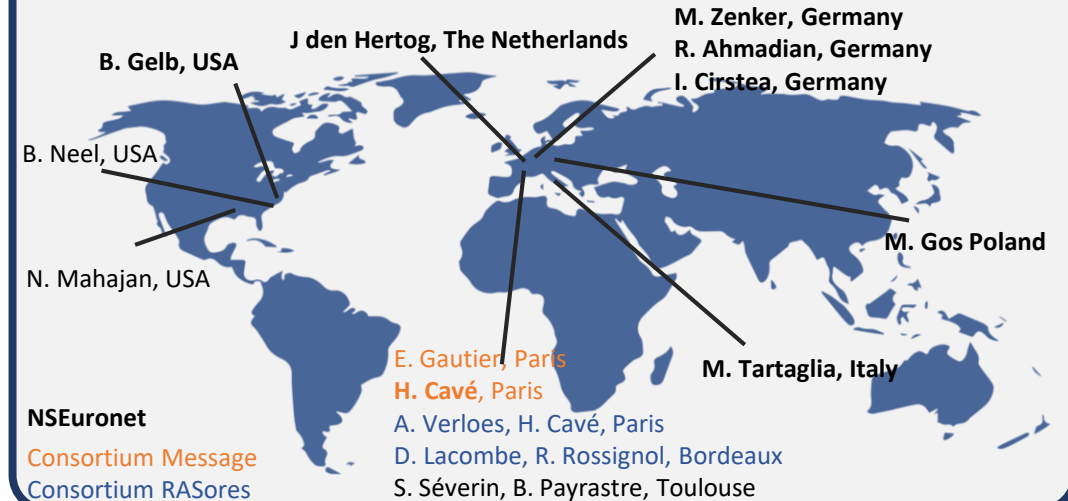 M. Zenker, Germany
R. Ahmadian, Germany
I. Cirstea, Germany
J den Hertog, The Netherlands
B. Gelb, USA
B. Neel, USA
N. Mahajan, USA
M. Gos Poland
M. Tartaglia, Italy
E. Gautier, Paris
H. Cavé, Paris
A. Verloes, H. Cavé, Paris
D. Lacombe, R. Rossignol, Bordeaux
S. Séverin, B. Payrastre, Toulouse
NSEuronet
Consortium Message
Consortium RASores